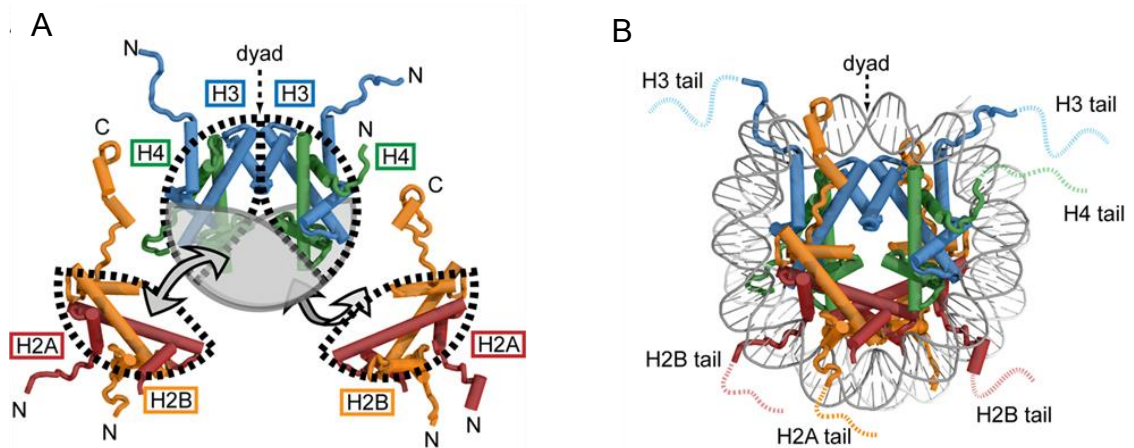 A
N
dyad
H3
H3
N
C
N
H4
H4
C
H2A
H2A
H2B
H2B
N
N
N
N
B
dyad
H3 tail
H3 tail
H4 tail
H2B tail
H2B tail
H2A tail